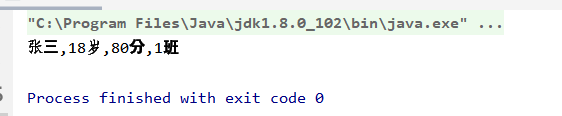 "C:\Program Files\Java\jdk1.8.0_102\bin\java.exe" ...
张三,18岁,80分,1班
Process finished with exit code 0